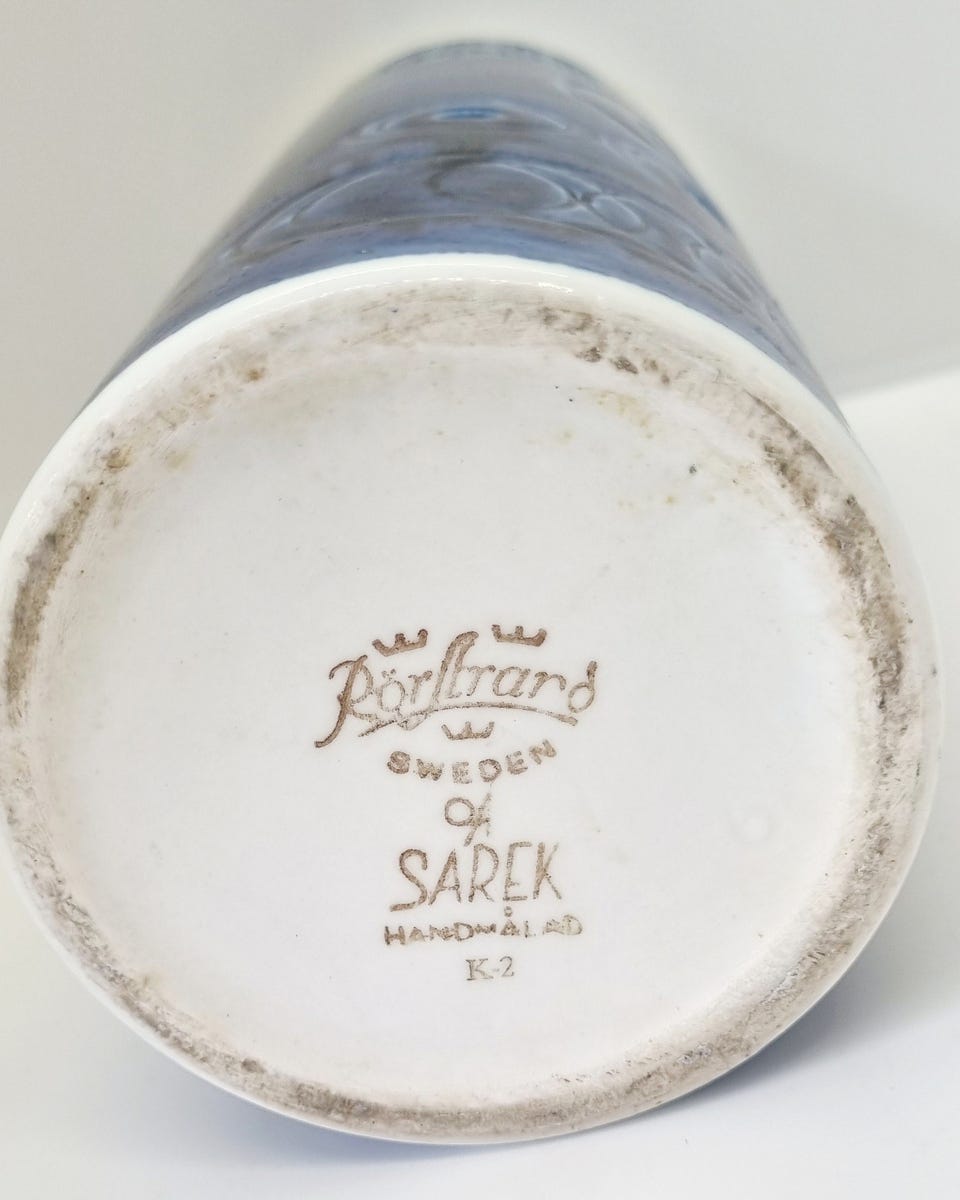 Rörstrand
SWEDEN
SAREK
HANDMÅLAD
K-2